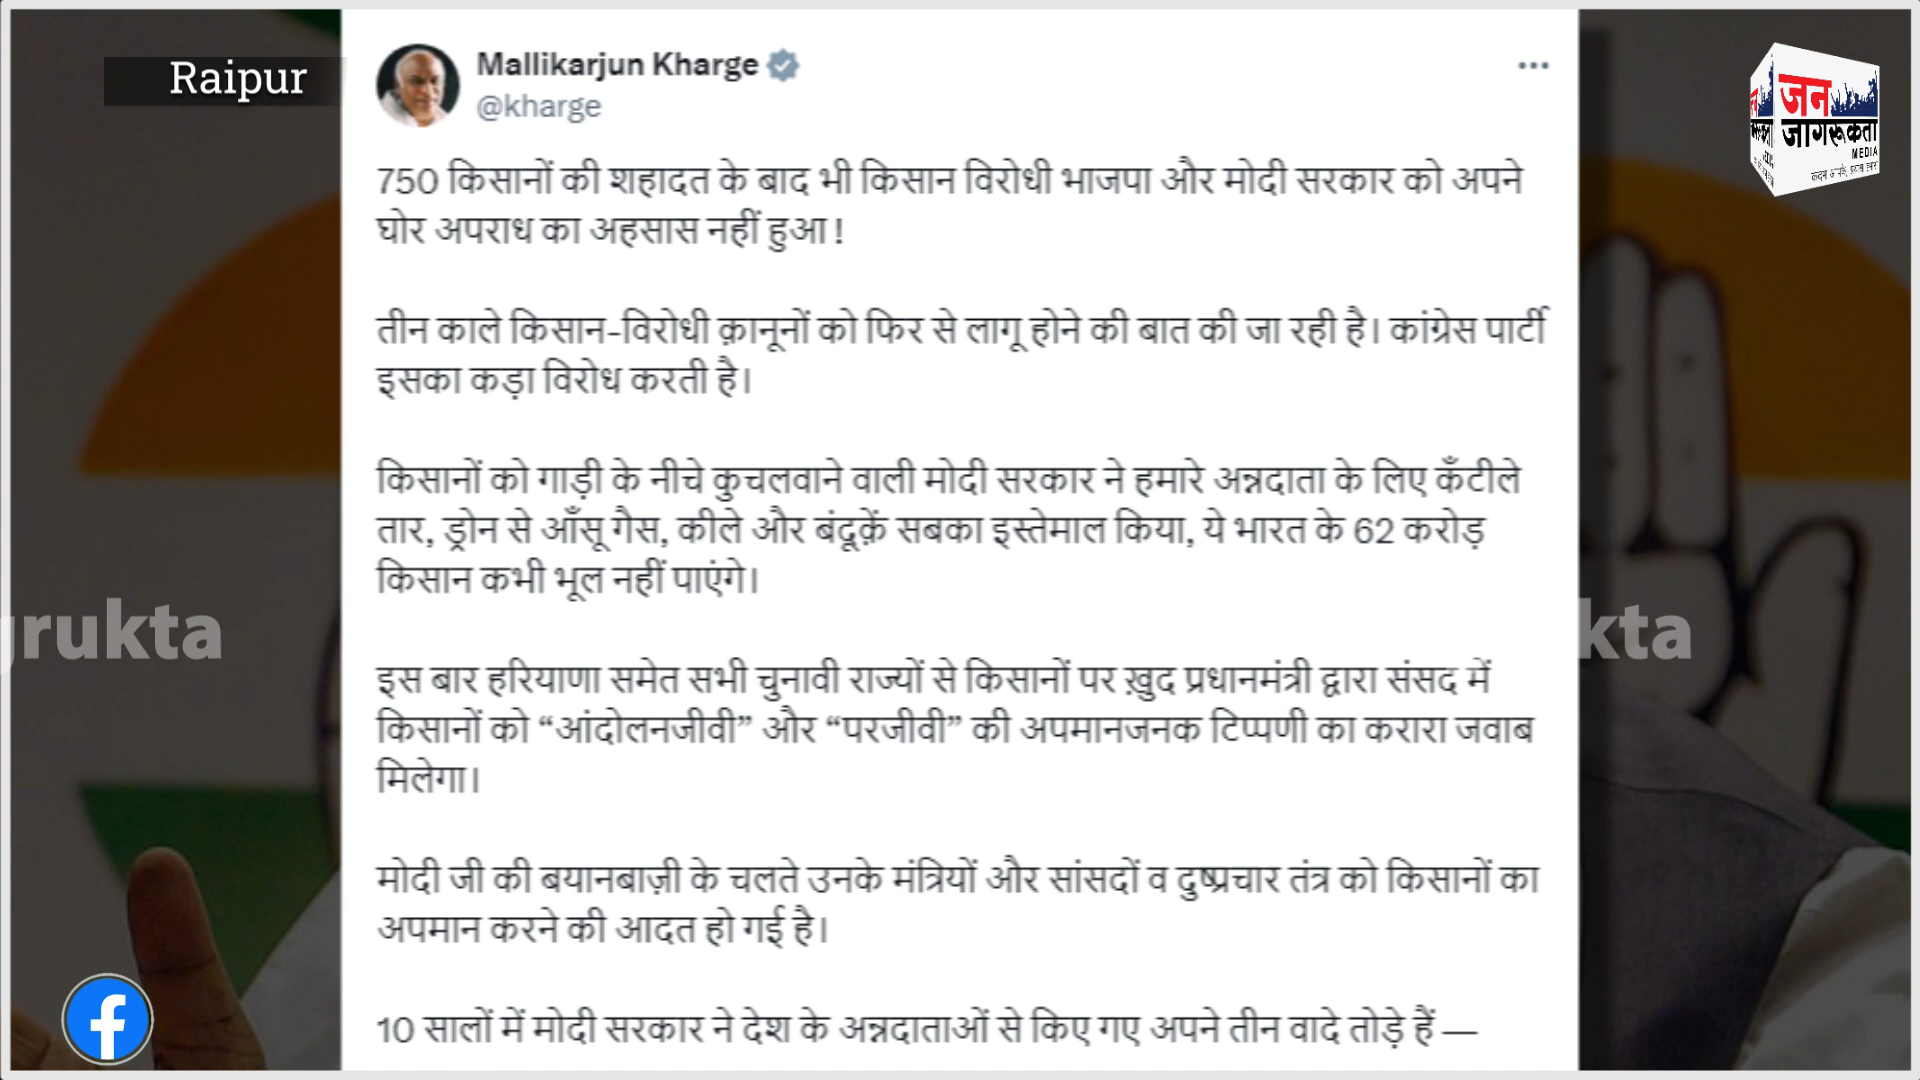 Raipur
Mallikarjun Kharge
@kharge
750 किसानों की शहादत के बाद भी किसान विरोधी भाजपा और मोदी सरकार को अपने
घोर अपराध का अहसास नहीं हुआ !
तीन काले किसान-विरोधी क़ानूनों को फिर से लागू होने की बात की जा रही है। कांग्रेस पार्टी
इसका कड़ा विरोध करती है।
किसानों को गाड़ी के नीचे कुचलवाने वाली मोदी सरकार ने हमारे अन्नदाता के लिए कँटीले
तार, ड्रोन से आँसू गैस, कीले और बंदूक़ें सबका इस्तेमाल किया, ये भारत के 62 करोड़
किसान कभी भूल नहीं पाएंगे।
इस बार हरियाणा समेत सभी चुनावी राज्यों से किसानों पर ख़ुद प्रधानमंत्री द्वारा संसद में
किसानों को “आंदोलनजीवी” और “परजीवी” की अपमानजनक टिप्पणी का करारा जवाब
मिलेगा।
मोदी जी की बयानबाज़ी के चलते उनके मंत्रियों और सांसदों व दुष्प्रचार तंत्र को किसानों का
अपमान करने की आदत हो गई है।
10 सालों में मोदी सरकार ने देश के अन्नदाताओं से किए गए अपने तीन वादे तोड़े हैं —
जन
जागरूकता
MEDIA
grukta
kta